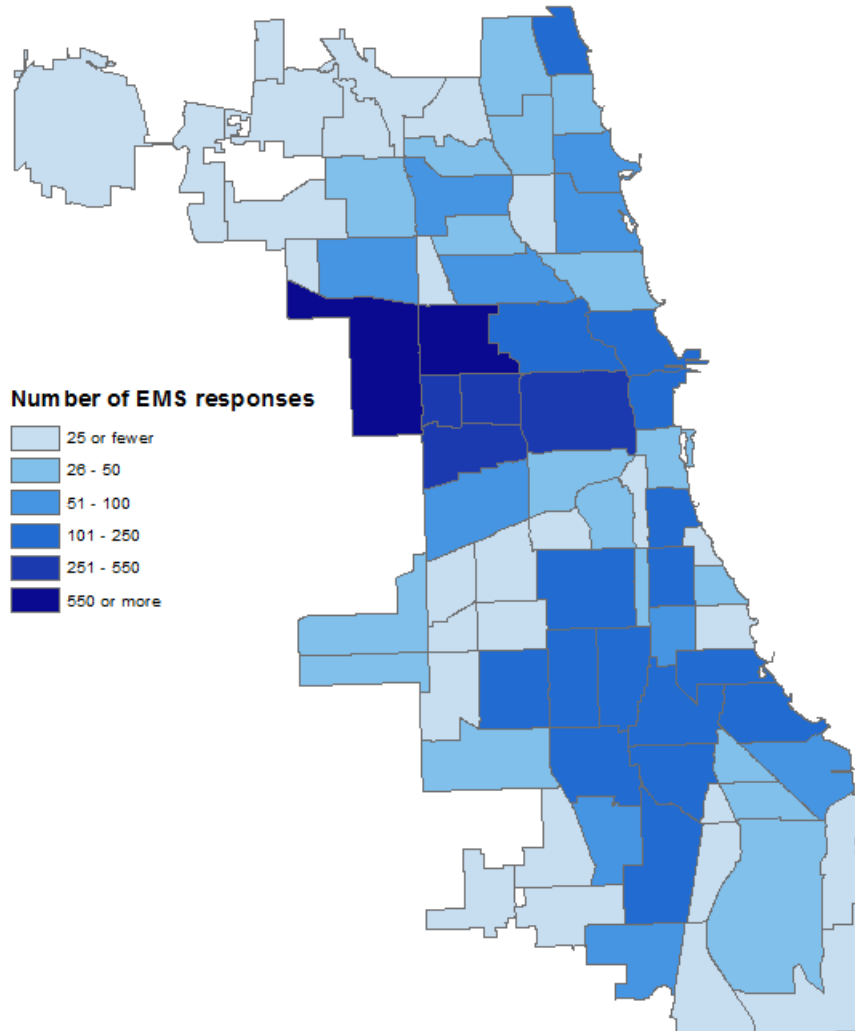 Number of EMS responses
25 or fewer
26 - 50
51 - 100
101 - 250
251 - 550
550 or more